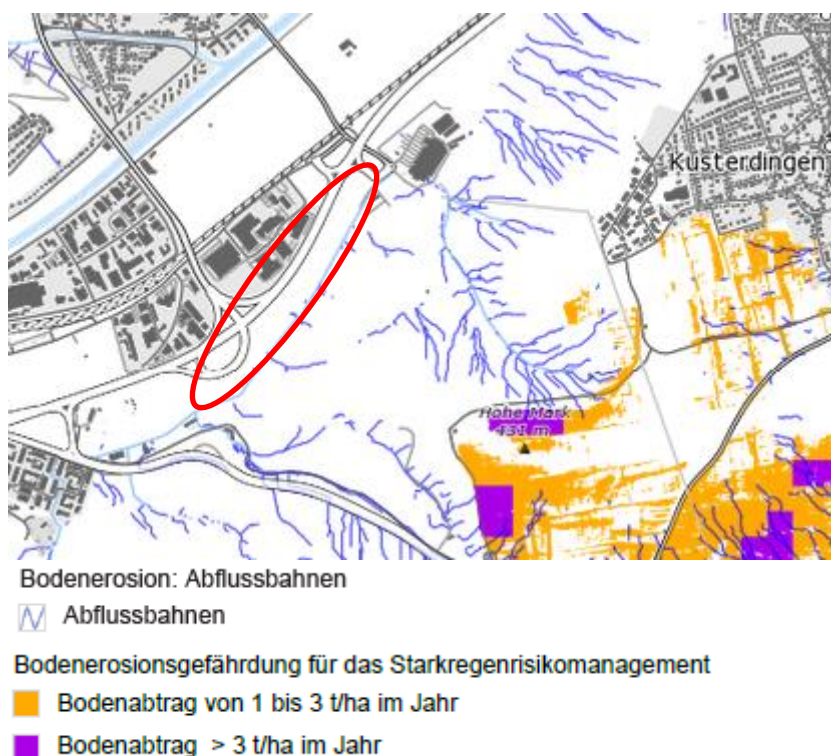 Kusterdingen
Hohe Mark
431 m
Bodenerosion: Abflussbahnen
Abflussbahnen
Bodenerosionsgefährdung für das Starkregenrisikomanagement
Bodenabtrag von 1 bis 3 t/ha im Jahr
Bodenabtrag > 3 t/ha im Jahr